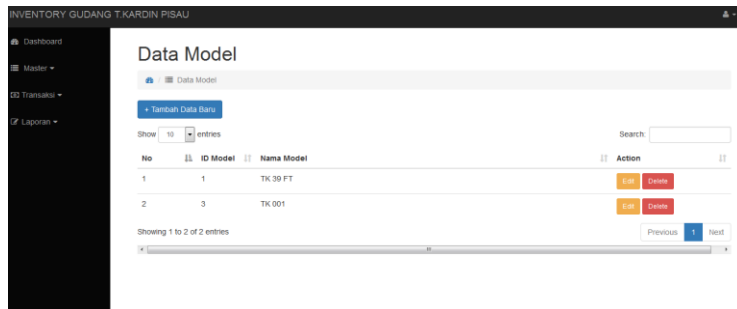 INVENTORY GUDANG T.KARDIN PISAU
Dashboard
Master
Transaksi
Laporan
Data Model
/ Data Model
+ Tambah Data Baru
Show 10 entries
Search:
No ID Model Nama Model Action
1 1 TK 39 FT Edit Delete
2 3 TK 001 Edit Delete
Showing 1 to 2 of 2 entries
Previous 1 Next